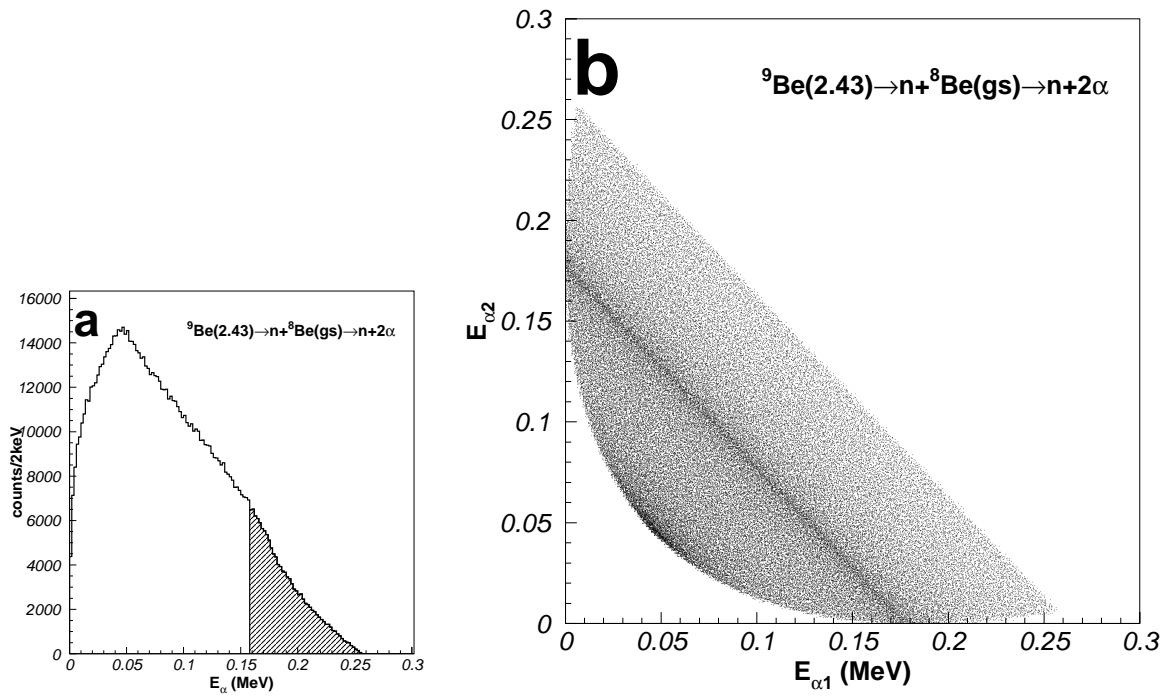 a
⁹Be(2.43)→n+⁸Be(gs)→n+2α
counts/2keV
16000
14000
12000
10000
8000
6000
4000
2000
0
0 0.05 0.1 0.15 0.2 0.25 0.3
E_α (MeV)
b
⁹Be(2.43)→n+⁸Be(gs)→n+2α
E_α2
0.3
0.25
0.2
0.15
0.1
0.05
0
0 0.05 0.1 0.15 0.2 0.25 0.3
E_α1 (MeV)